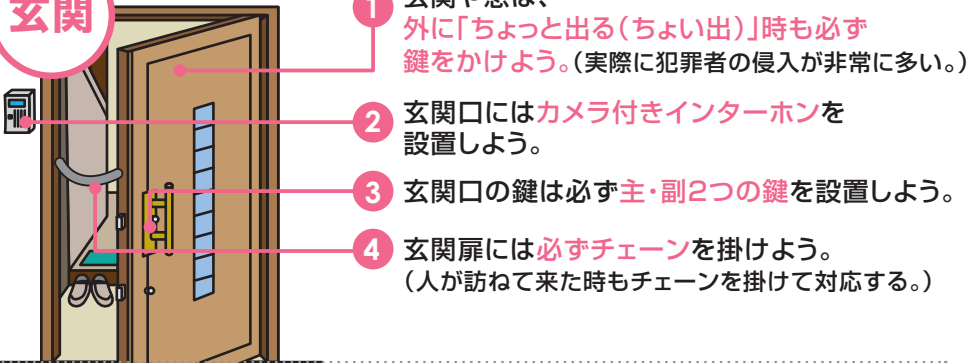 玄関
1 玄関や窓は、
外に「ちょっと出る(ちょい出)」時も必ず
鍵をかけよう。(実際に犯罪者の侵入が非常に多い。)
2 玄関口にはカメラ付きインターホンを
設置しよう。
3 玄関口の鍵は必ず主・副2つの鍵を設置しよう。
4 玄関扉には必ずチェーンを掛けよう。
(人が訪ねて来た時もチェーンを掛けて対応する。)